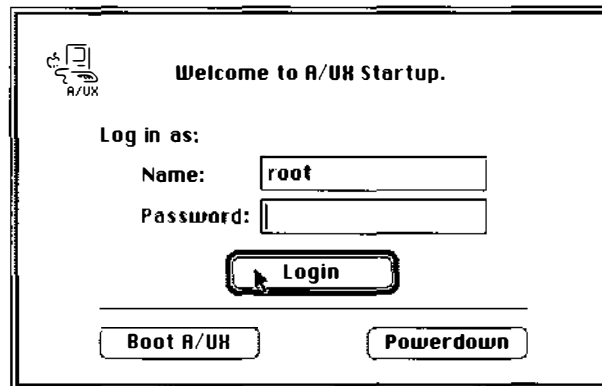 A/UX
Welcome to A/UX Startup.
Log in as:
Name: root
Password:
Login
Boot A/UX
Powerdown